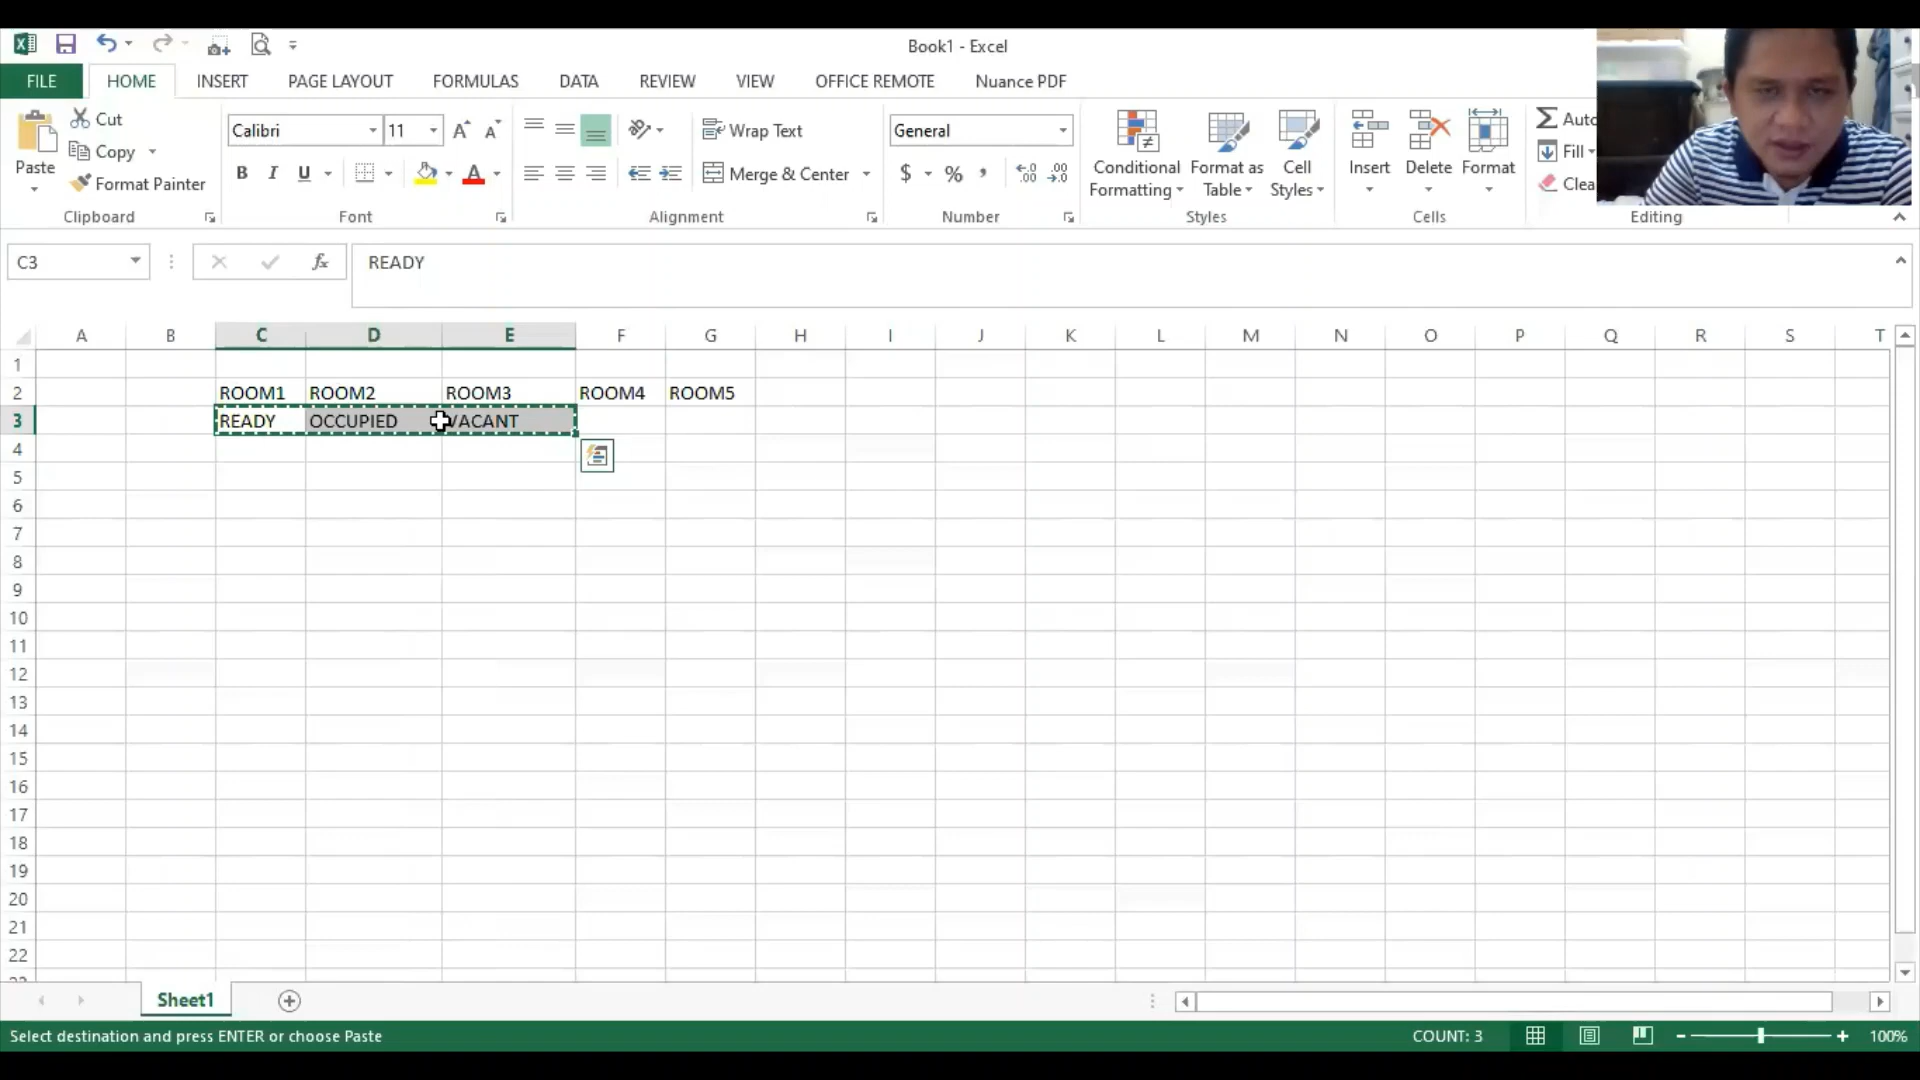 Book1 - Excel
FILE HOME INSERT PAGE LAYOUT FORMULAS DATA REVIEW VIEW OFFICE REMOTE Nuance PDF
Paste
Cut
Copy
Format Painter
Clipboard
Calibri 11
B I U A
Font
Wrap Text
Merge & Center
Alignment
General
$ % , .0 .00
Number
Conditional Formatting
Format as Table
Cell Styles
Styles
Insert Delete Format
Cells
Auto
Fill
Clea
Editing
C3 fx READY
A B C D E F G H I J K L M N O P Q R S T
1
2 ROOM1 ROOM2 ROOM3 ROOM4 ROOM5
3 READY OCCUPIED VACANT
4
5
6
7
8
9
10
11
12
13
14
15
16
17
18
19
20
21
22
Sheet1
Select destination and press ENTER or choose Paste COUNT: 3 100%